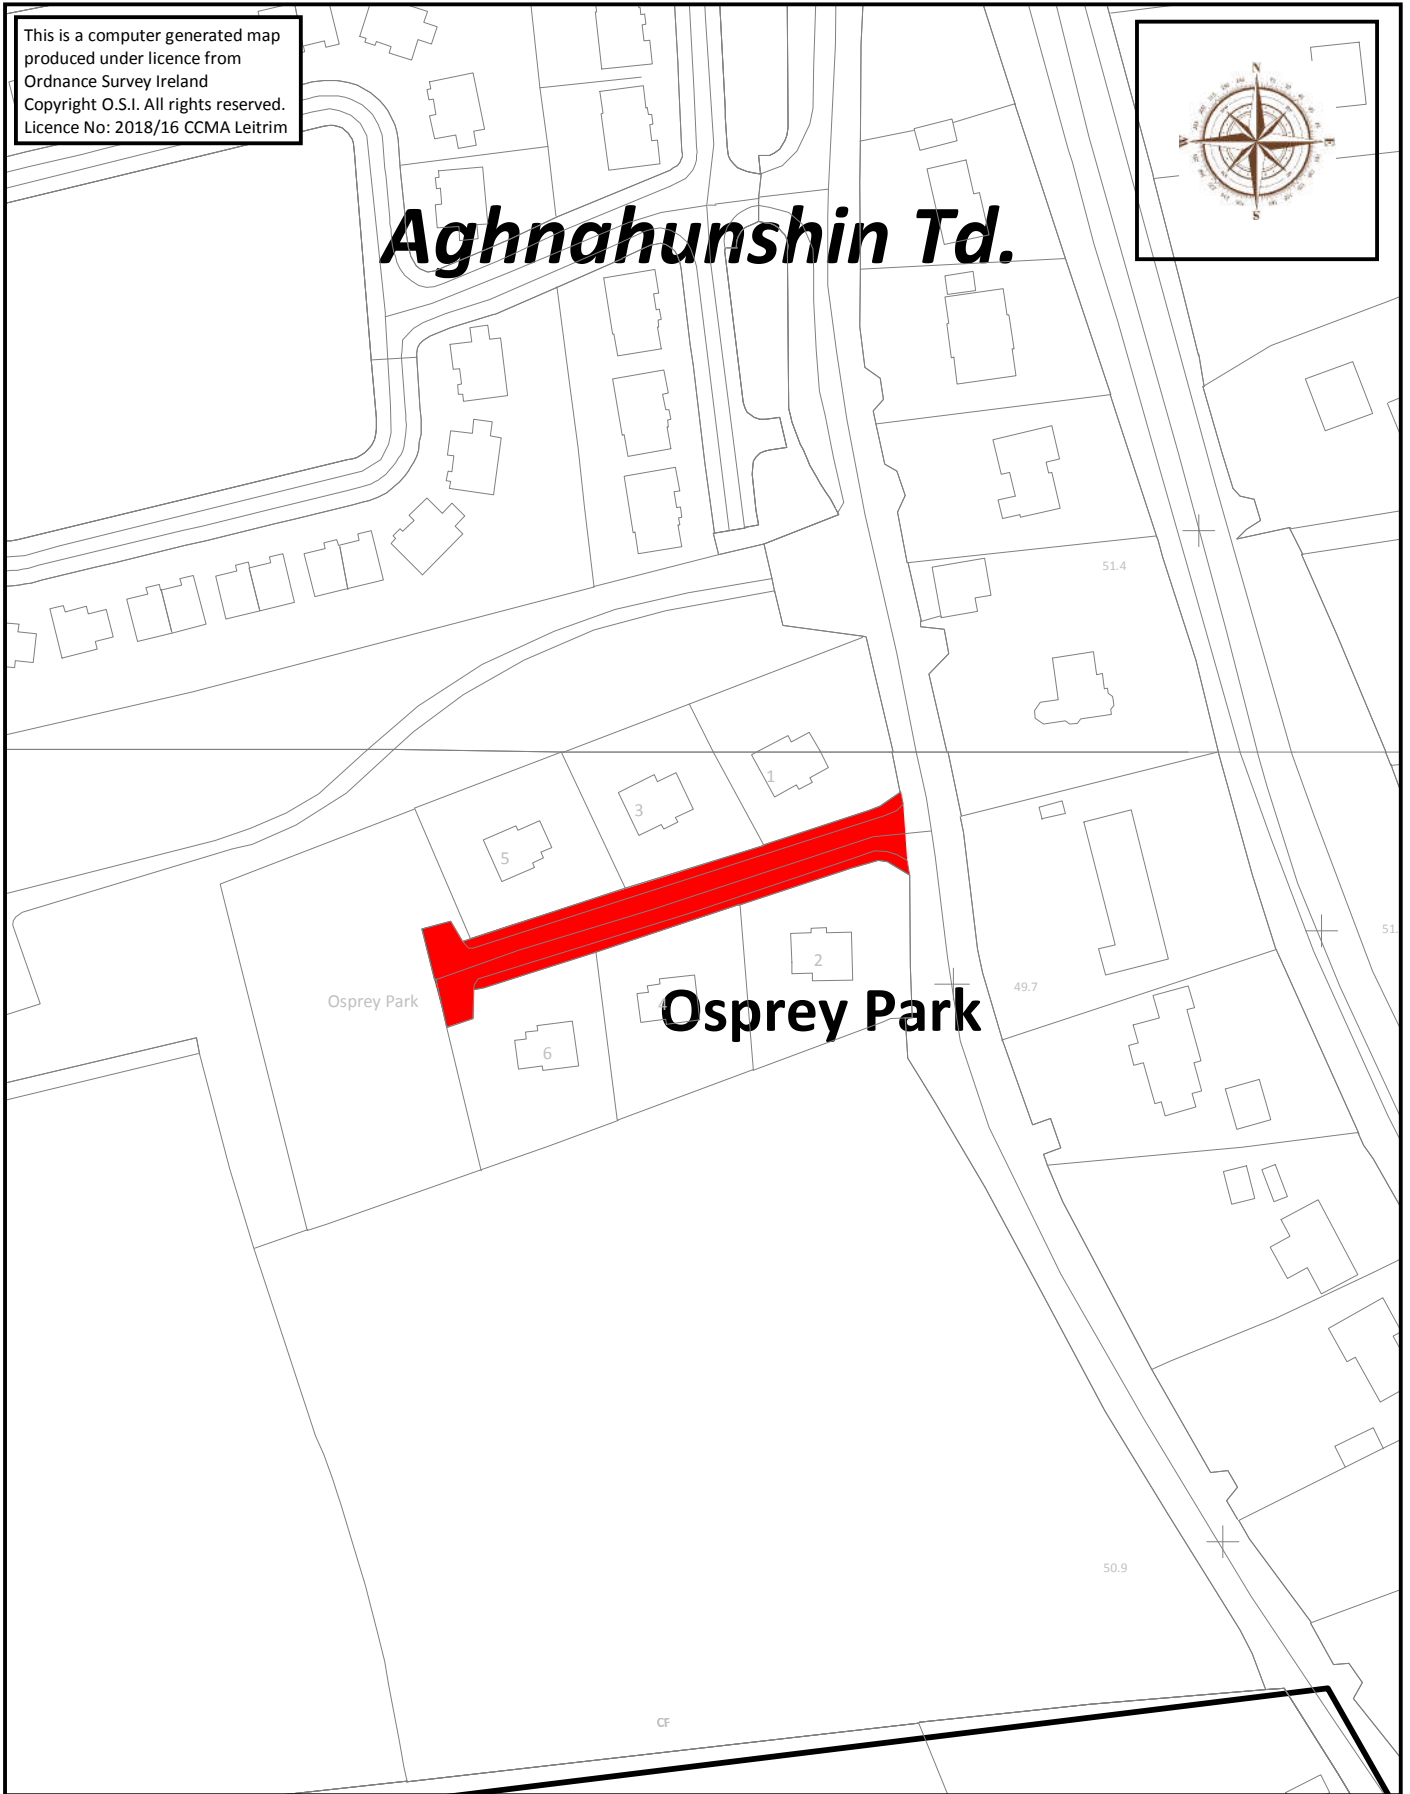 This is a computer generated map
produced under licence from
Ordnance Survey Ireland
Copyright O.S.I. All rights reserved.
Licence No: 2018/16 CCMA Leitrim
N
W
E
S
Aghnahunshin Td.
51.4
1
3
5
51.
2
Osprey Park
49.7
4
Osprey Park
6
50.9
CF